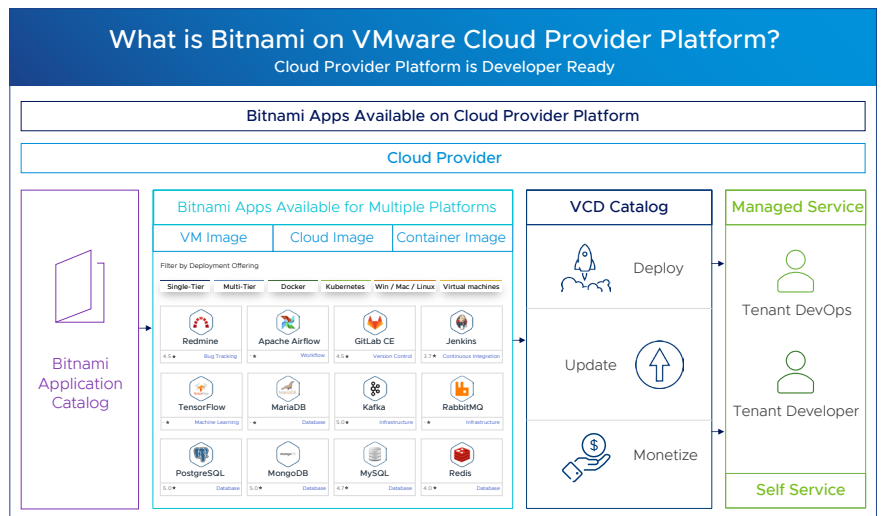 What is Bitnami on VMware Cloud Provider Platform?
Cloud Provider Platform is Developer Ready
Bitnami Apps Available on Cloud Provider Platform
Cloud Provider
Bitnami
Application
Catalog
Bitnami Apps Available for Multiple Platforms
VM Image Cloud Image Container Image
Filter by Deployment Offering
Single-Tier Multi-Tier Docker Kubernetes Win / Mac / Linux Virtual machines
Redmine Apache Airflow GitLab CE Jenkins
4.5★ Bug Tracking -★ Workflow 4.5★ Version Control 3.7★ Continuous Integration
TensorFlow MariaDB Kafka RabbitMQ
-★ Machine Learning -★ Database 5.0★ Infrastructure -★ Infrastructure
PostgreSQL MongoDB MySQL Redis
5.0★ Database 5.0★ Database 4.7★ Database 4.0★ Database
VCD Catalog
Deploy
Update
$
Monetize
Managed Service
Tenant DevOps
Tenant Developer
Self Service